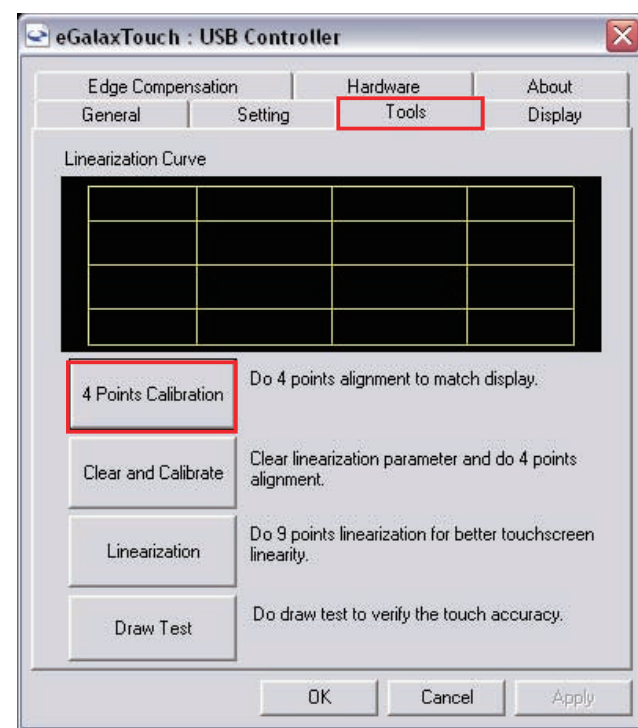 eGalaxTouch : USB Controller
Edge Compensation Hardware About
General Setting Tools Display
Linearization Curve
4 Points Calibration
Do 4 points alignment to match display.
Clear and Calibrate
Clear linearization parameter and do 4 points
alignment.
Linearization
Do 9 points linearization for better touchscreen
linearity.
Draw Test
Do draw test to verify the touch accuracy.
OK Cancel Apply